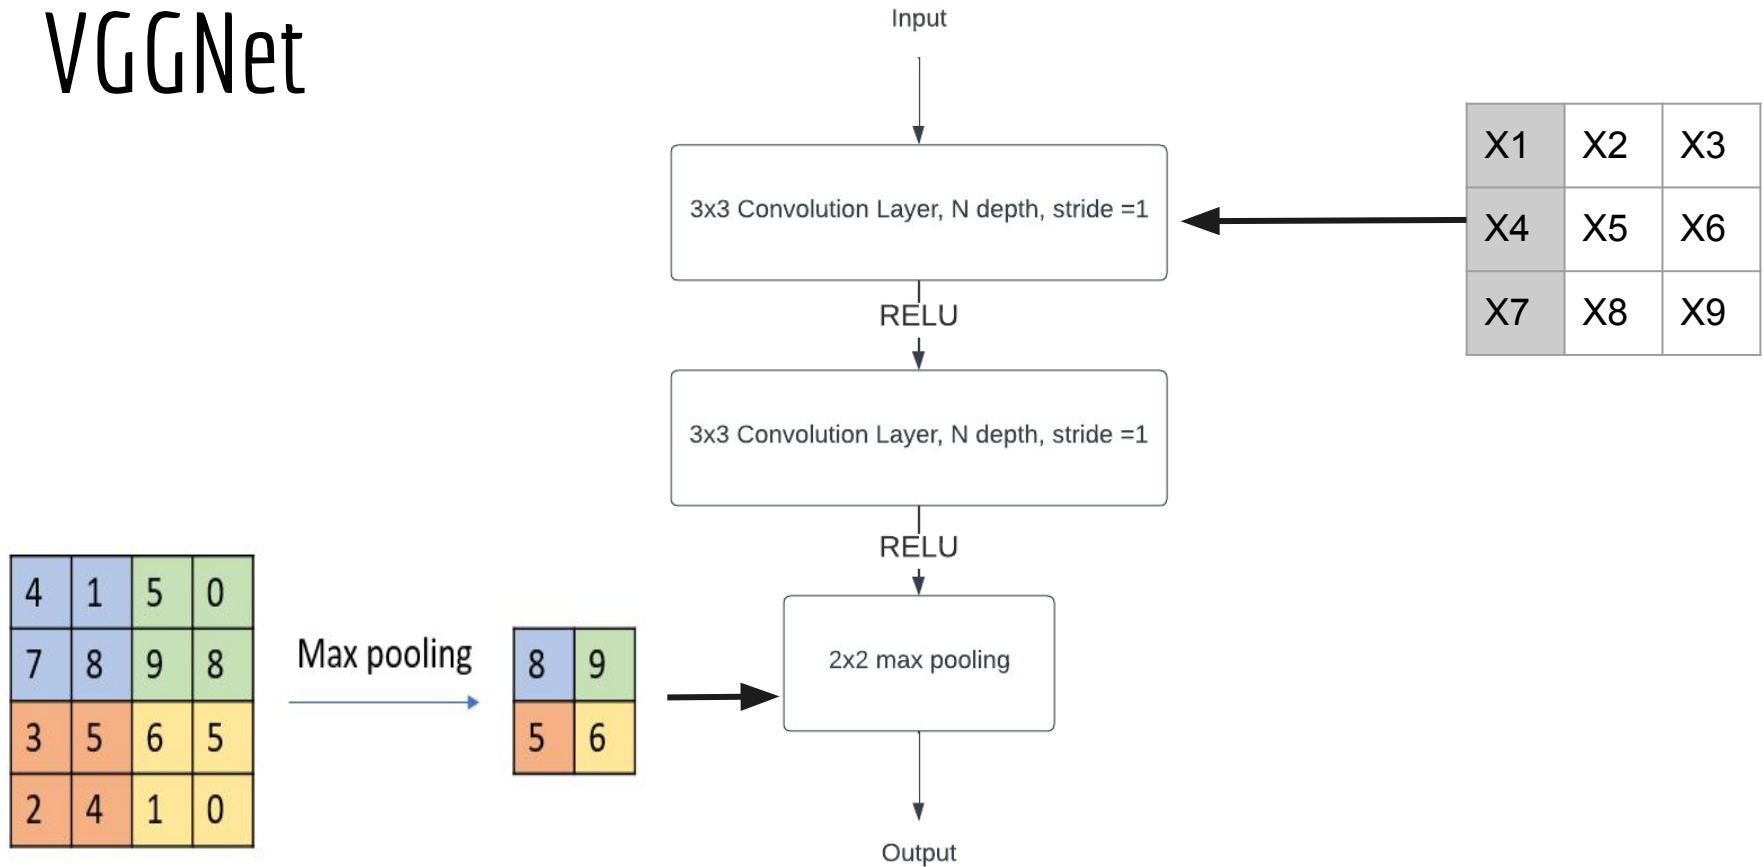 VGGNet
Input
3x3 Convolution Layer, N depth, stride =1
X1 X2 X3
X4 X5 X6
X7 X8 X9
RELU
3x3 Convolution Layer, N depth, stride =1
RELU
4 1 5 0
7 8 9 8
3 5 6 5
2 4 1 0
Max pooling
8 9
5 6
2x2 max pooling
Output